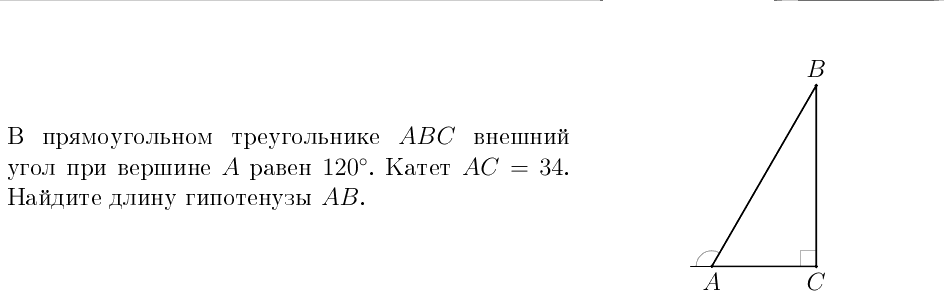 В прямоугольном треугольнике ABC внешний
угол при вершине A равен 120°. Катет AC = 34.
Найдите длину гипотенузы AB.
B
A
C